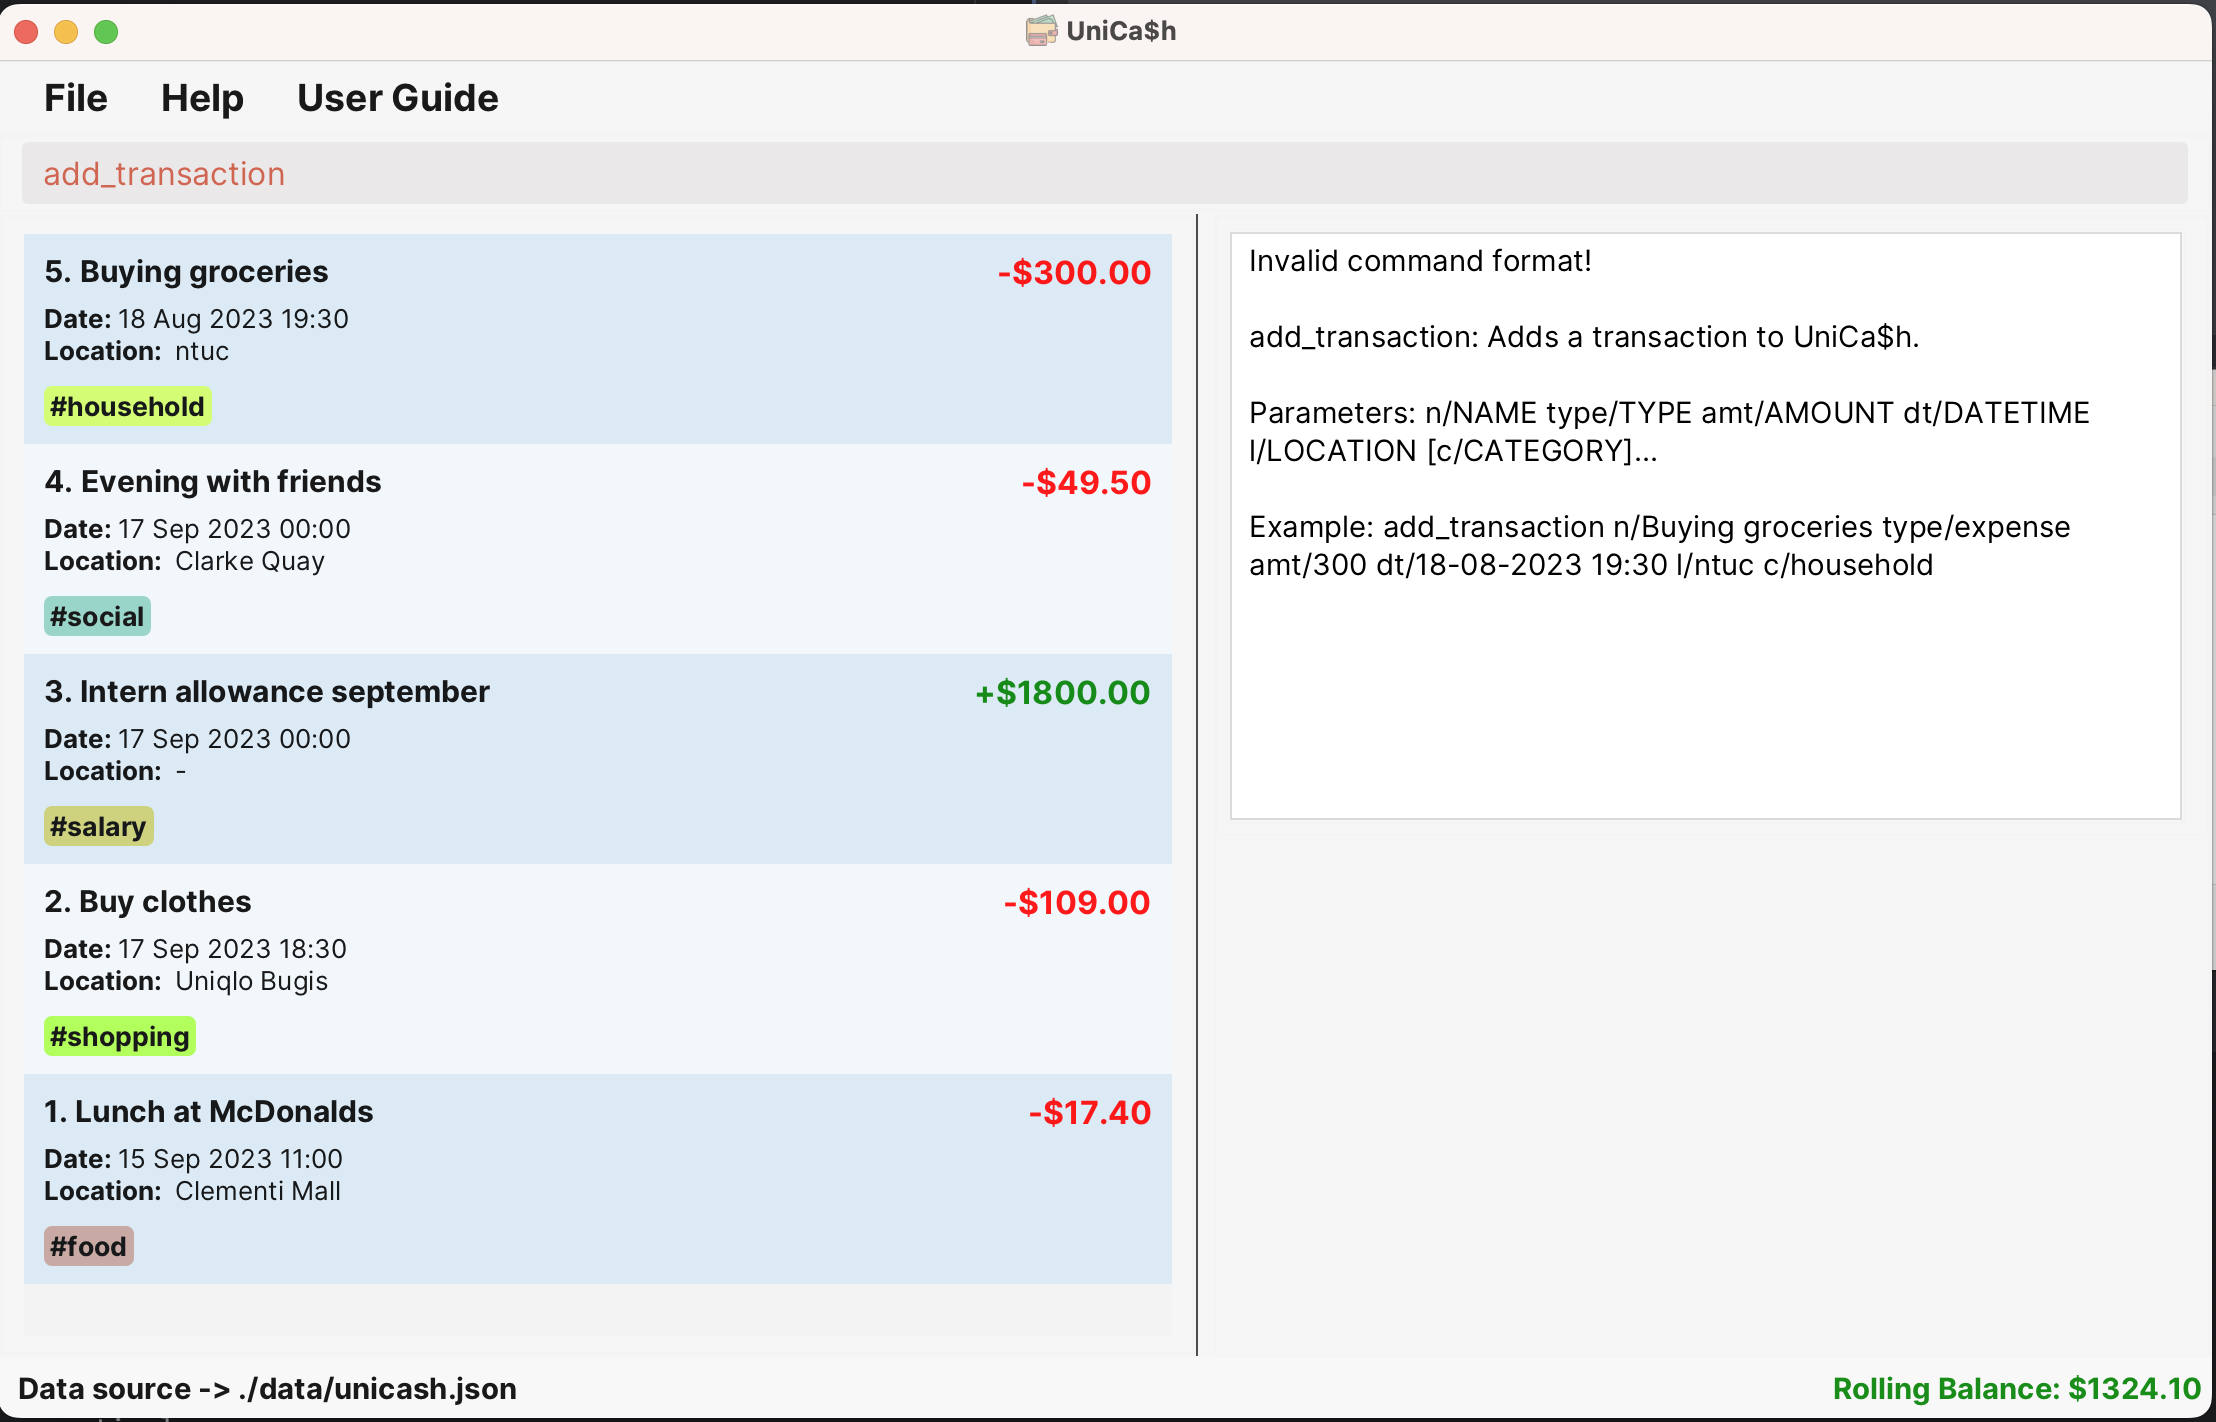 UniCa$h
File Help User Guide
add_transaction
5. Buying groceries -$300.00
Date: 18 Aug 2023 19:30
Location: ntuc
#household
4. Evening with friends -$49.50
Date: 17 Sep 2023 00:00
Location: Clarke Quay
#social
3. Intern allowance september +$1800.00
Date: 17 Sep 2023 00:00
Location: -
#salary
2. Buy clothes -$109.00
Date: 17 Sep 2023 18:30
Location: Uniqlo Bugis
#shopping
1. Lunch at McDonalds -$17.40
Date: 15 Sep 2023 11:00
Location: Clementi Mall
#food
Invalid command format!
add_transaction: Adds a transaction to UniCa$h.
Parameters: n/NAME type/TYPE amt/AMOUNT dt/DATETIME
l/LOCATION [c/CATEGORY]...
Example: add_transaction n/Buying groceries type/expense
amt/300 dt/18-08-2023 19:30 l/ntuc c/household
Data source -> ./data/unicash.json
Rolling Balance: $1324.10